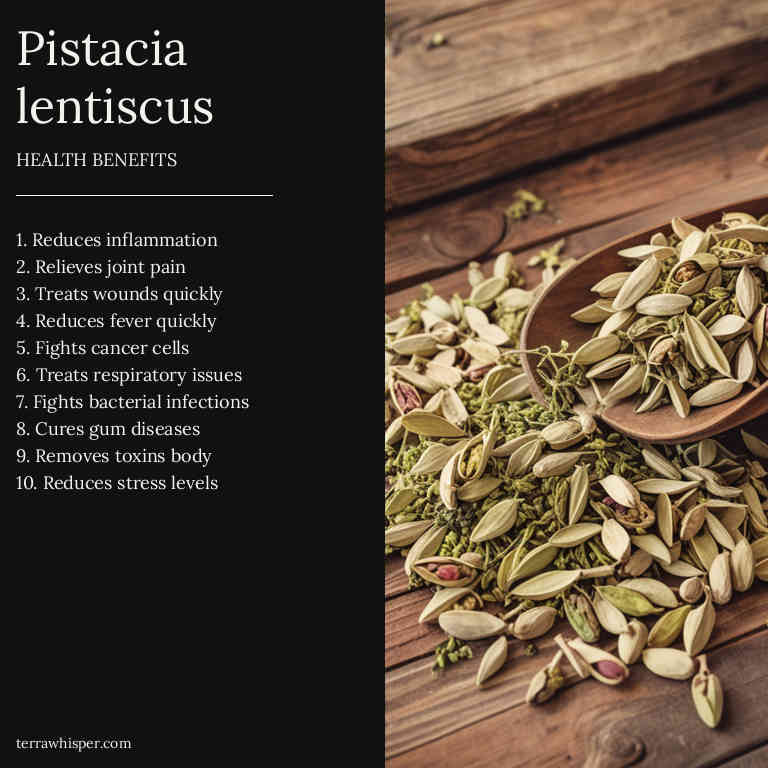 Pistacia
lentiscus
HEALTH BENEFITS
1. Reduces inflammation
2. Relieves joint pain
3. Treats wounds quickly
4. Reduces fever quickly
5. Fights cancer cells
6. Treats respiratory issues
7. Fights bacterial infections
8. Cures gum diseases
9. Removes toxins body
10. Reduces stress levels
terrawhisper.com